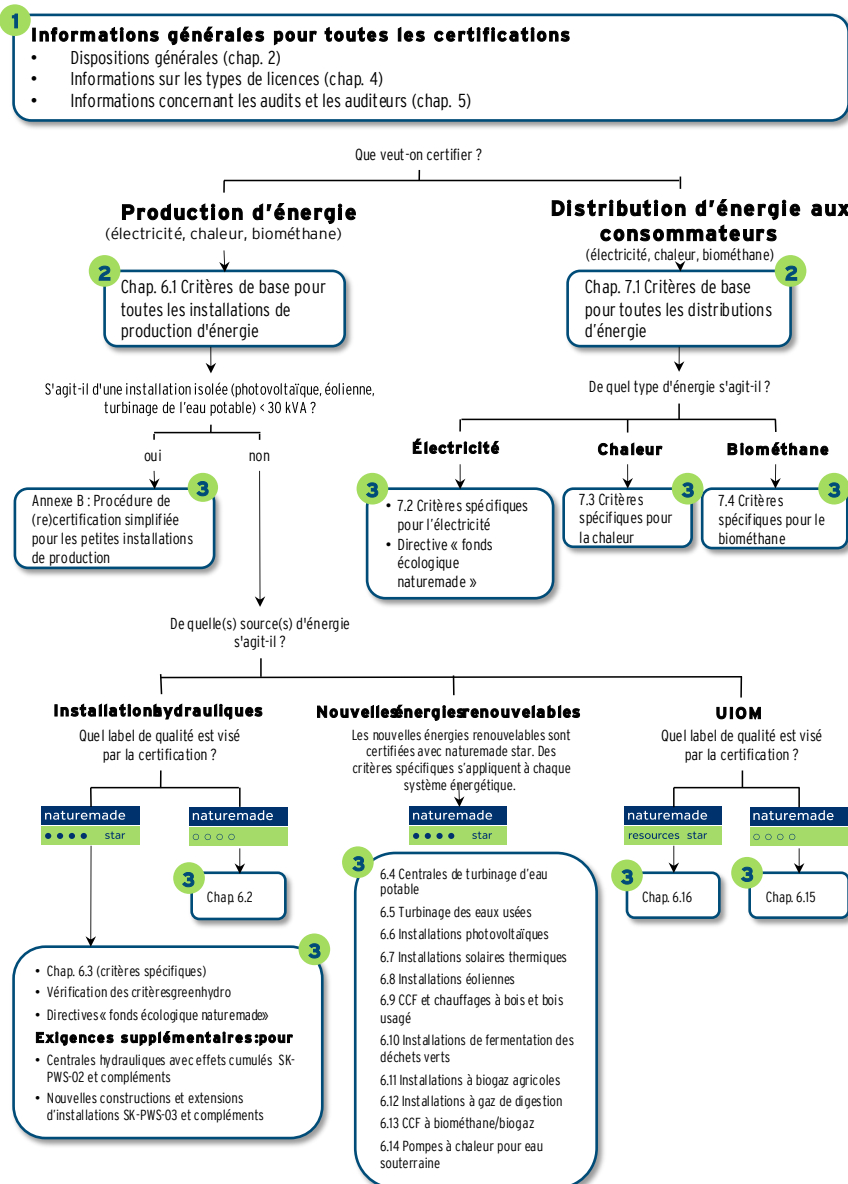 1
Informations générales pour toutes les certifications
• Dispositions générales (chap. 2)
• Informations sur les types de licences (chap. 4)
• Informations concernant les audits et les auditeurs (chap. 5)
Que veut-on certifier ?
Production d'énergie
(électricité, chaleur, biométhane)
2
Chap. 6.1 Critères de base pour
toutes les installations de
production d'énergie
Distribution d'énergie aux
consommateurs
(électricité, chaleur, biométhane)
2
Chap. 7.1 Critères de base
pour toutes les distributions
d'énergie
S'agit-il d'une installation isolée (photovoltaïque, éolienne,
turbinage de l'eau potable) < 30 kVA ?
oui
non
3
Annexe B : Procédure de
(re)certification simplifiée
pour les petites installations
de production
De quel type d'énergie s'agit-il ?
Électricité
3
• 7.2 Critères spécifiques
pour l'électricité
• Directive « fonds
écologique
naturemade »
Chaleur
3
7.3 Critères
spécifiques pour
la chaleur
Biométhane
3
7.4 Critères
spécifiques pour le
biométhane
De quelle(s) source(s) d'énergie
s'agit-il ?
Installations hydrauliques
Quel label de qualité est visé
par la certification ?
naturemade
star
naturemade
3
Chap. 6.2
3
• Chap. 6.3 (critères spécifiques)
• Vérification des critèresgreenhydro
• Directives « fonds écologique naturemade»
Exigences supplémentaires:pour
• Centrales hydrauliques avec effets cumulés SK-
PWS-02 et compléments
• Nouvelles constructions et extensions
d'installations SK-PWS-03 et compléments
Nouvelles énergies renouvelables
Les nouvelles énergies renouvelables sont
certifiées avec naturemade star. Des
critères spécifiques s'appliquent à chaque
système énergétique.
naturemade
star
3
6.4 Centrales de turbinage d'eau
potable
6.5 Turbinage des eaux usées
6.6 Installations photovoltaïques
6.7 Installations solaires thermiques
6.8 Installations éoliennes
6.9 CCF et chauffages à bois et bois
usagé
6.10 Installations de fermentation des
déchets verts
6.11 Installations à biogaz agricoles
6.12 Installations à gaz de digestion
6.13 CCF à biométhane/biogaz
6.14 Pompes à chaleur pour eau
souterraine
UIOM
Quel label de qualité est visé
par la certification ?
naturemade
resources star
naturemade
3
Chap. 6.16
3
Chap. 6.15